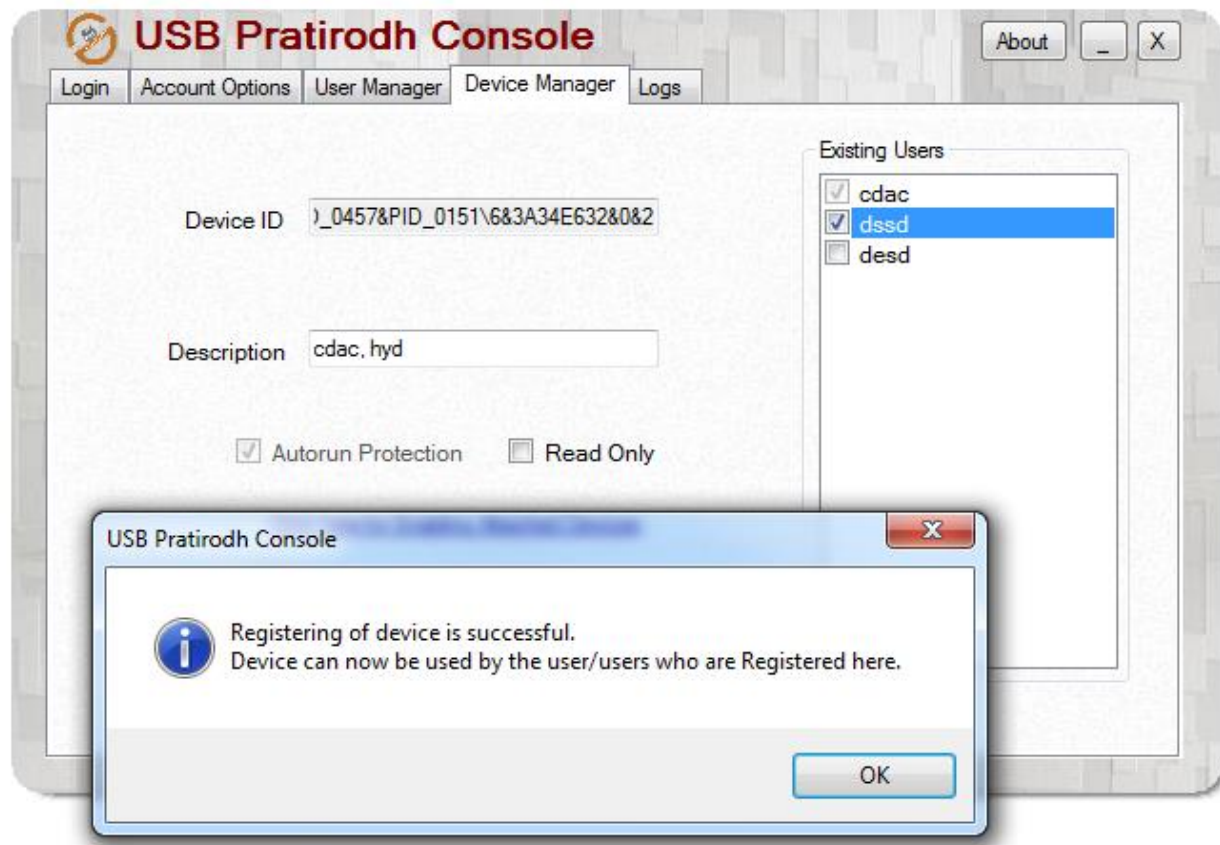 USB Pratirodh Console
About
_
X
Login
Account Options
User Manager
Device Manager
Logs
Existing Users
cdac
dssd
desd
Device ID
_0457&PID_0151\6&3A34E632&0&2
Description
cdac, hyd
Autorun Protection
Read Only
USB Pratirodh Console
Registering of device is successful.
Device can now be used by the user/users who are Registered here.
OK